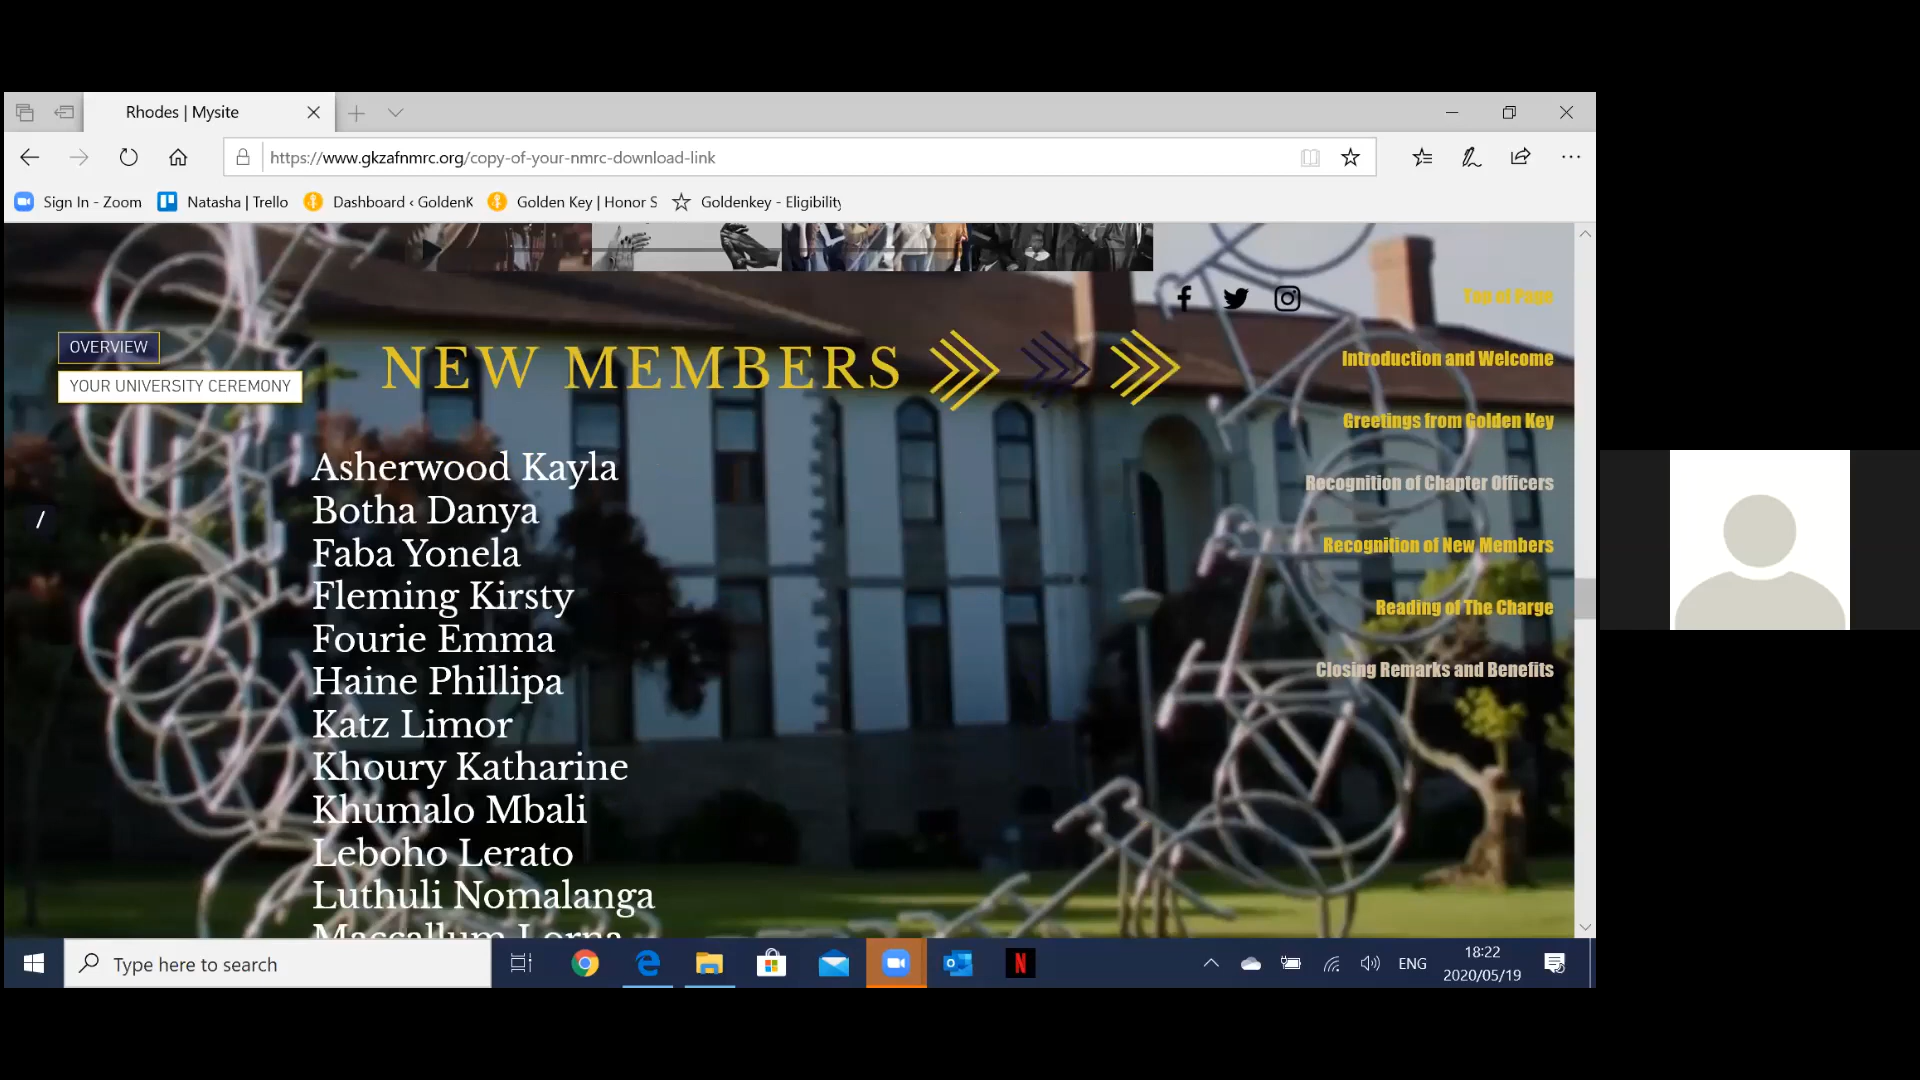 Rhodes | Mysite
https://www.gkzafnmrc.org/copy-of-your-nmrc-download-link
Sign In - Zoom
Natasha | Trello
Dashboard ‹ GoldenK
Golden Key | Honor S
Goldenkey - Eligibility
Top of Page
OVERVIEW
YOUR UNIVERSITY CEREMONY
NEW MEMBERS
Introduction and Welcome
Greetings from Golden Key
Recognition of Chapter Officers
Recognition of New Members
Reading of The Charge
Closing Remarks and Benefits
Asherwood Kayla
Botha Danya
Faba Yonela
Fleming Kirsty
Fourie Emma
Haine Phillipa
Katz Limor
Khoury Katharine
Khumalo Mbali
Leboho Lerato
Luthuli Nomalanga
Maccallum Lorna
/
Type here to search
ENG
18:22
2020/05/19